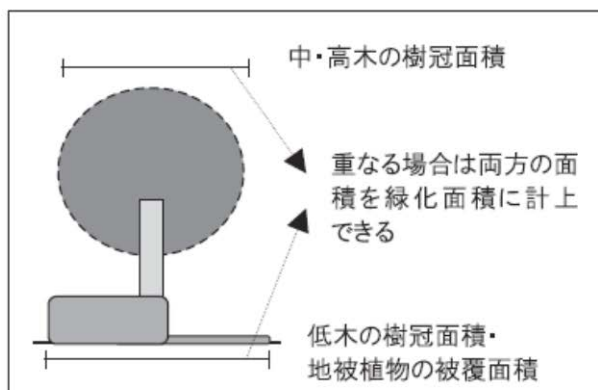 中・高木の樹冠面積
重なる場合は両方の面
積を緑化面積に計上
できる
低木の樹冠面積・
地被植物の被覆面積